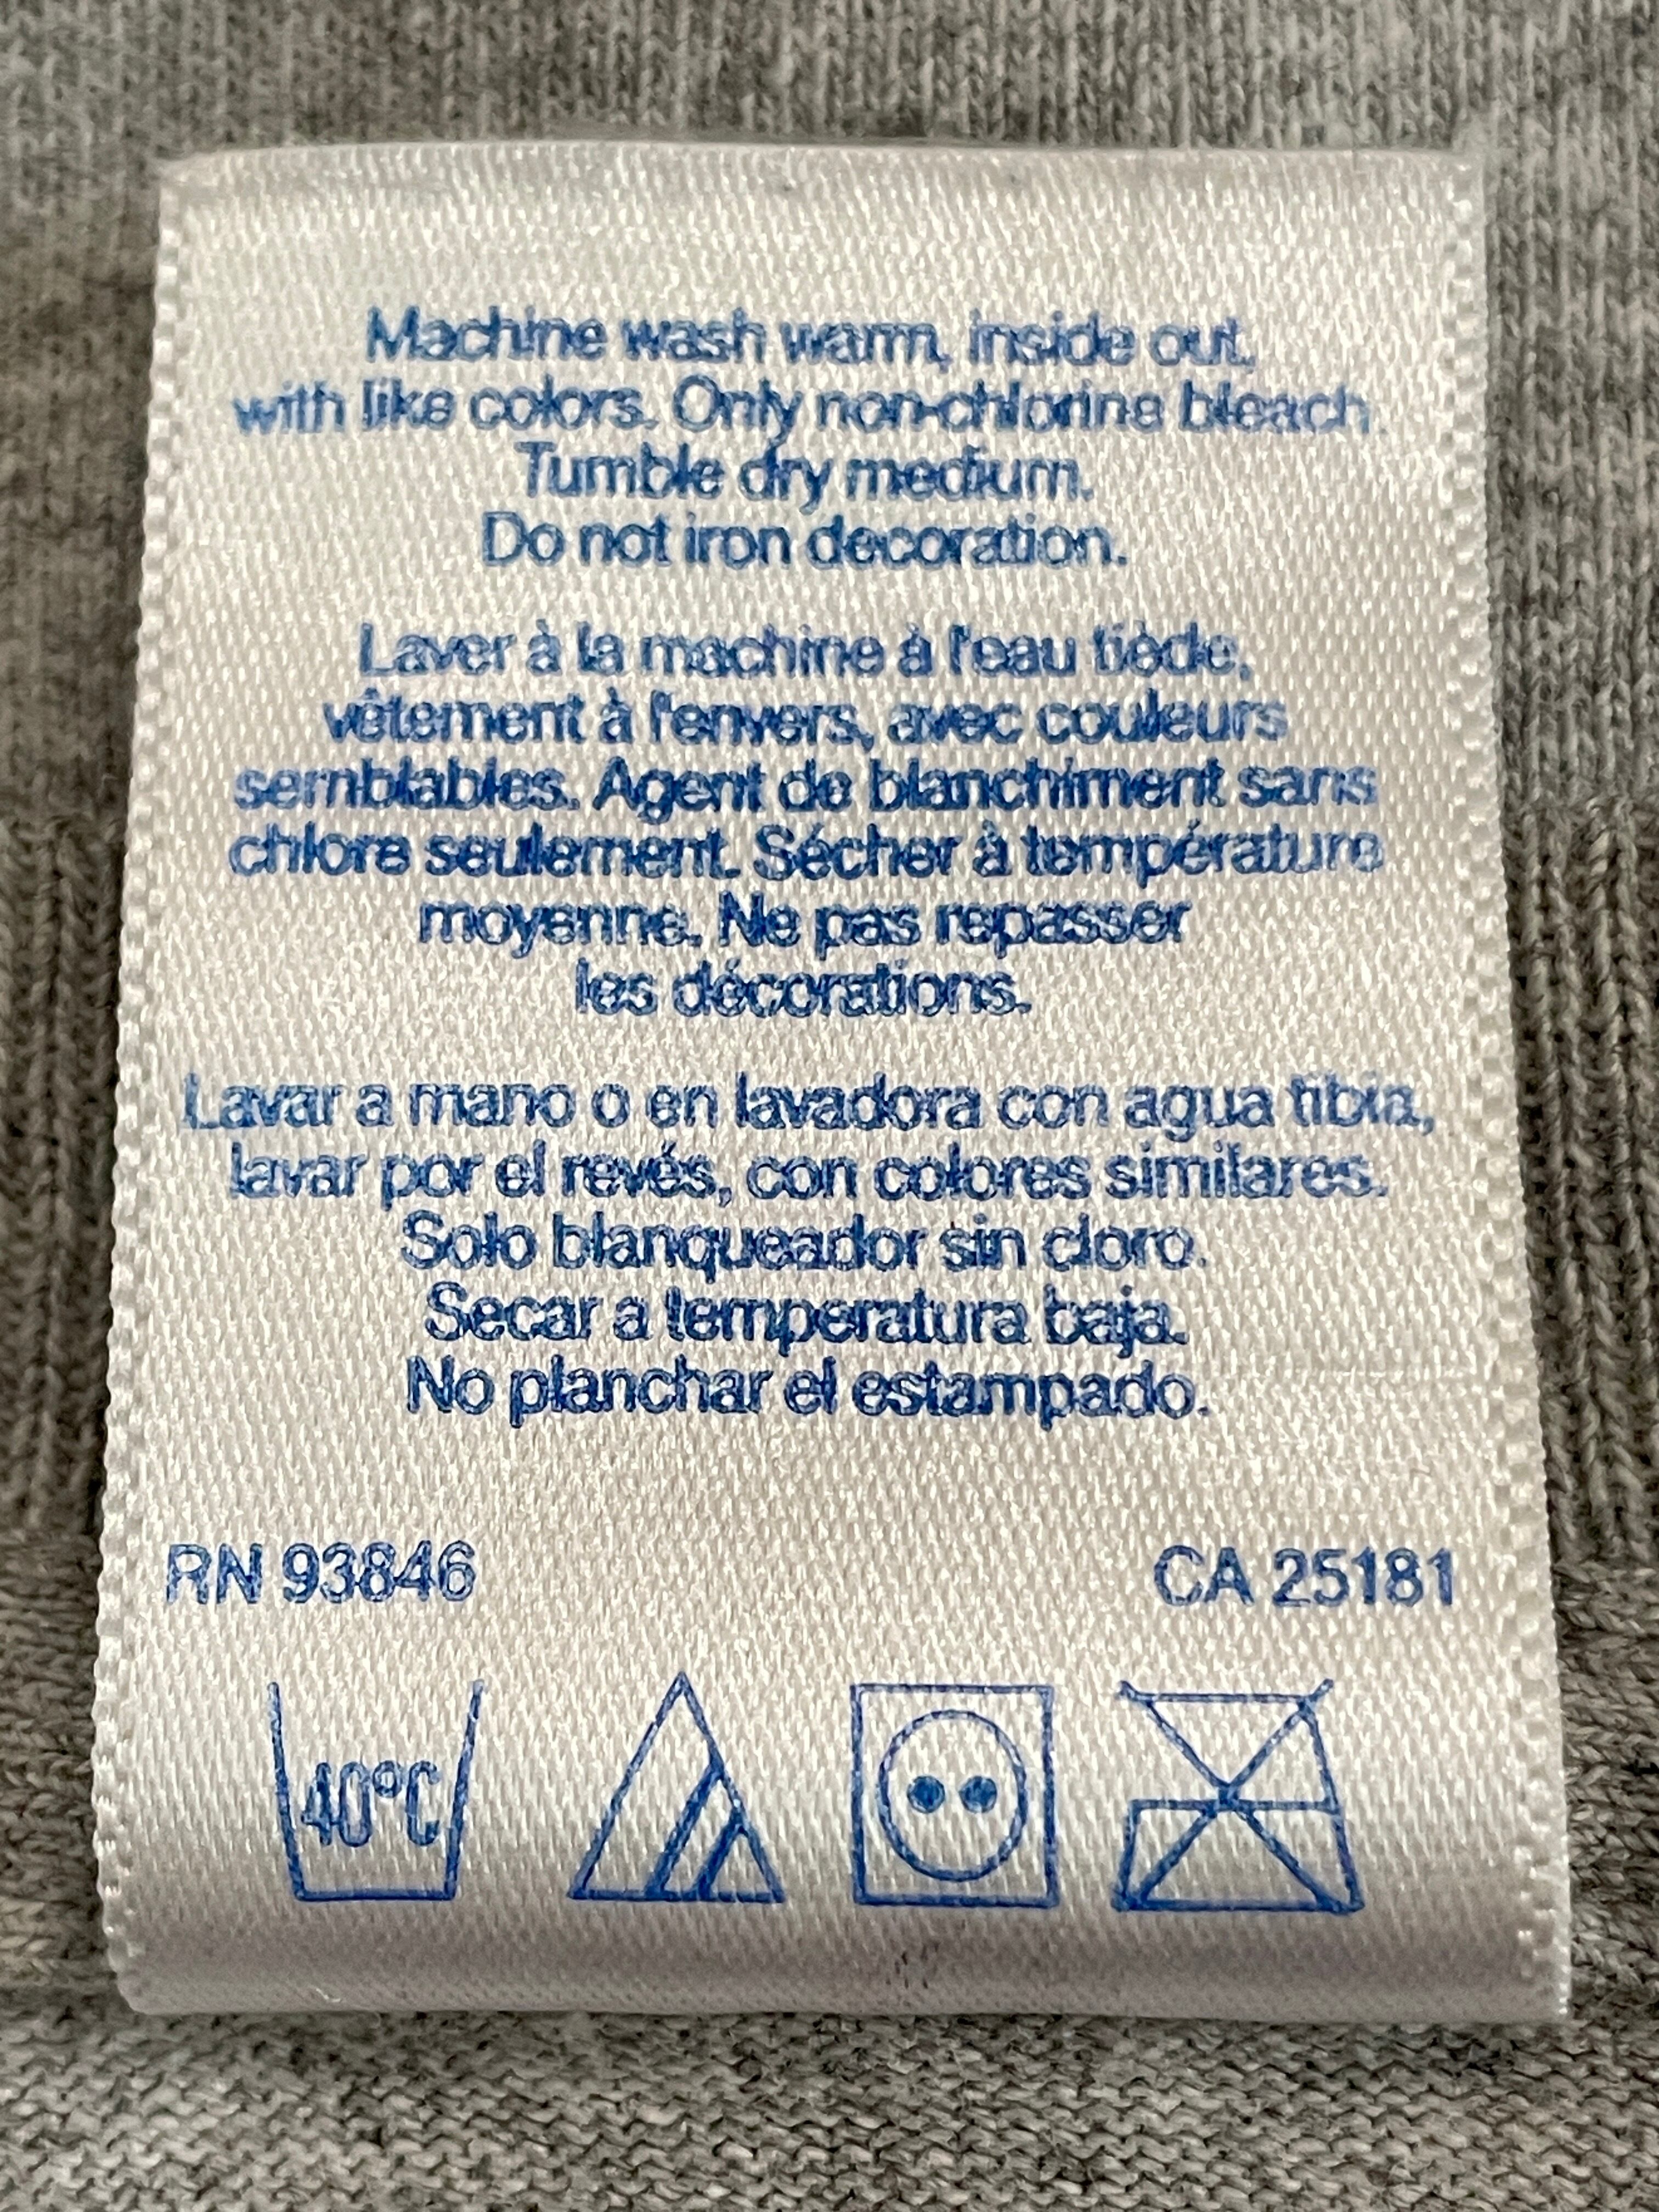 Machine wash warm, inside out.
with like colors. Only non-chlorine bleach.
Tumble dry medium.
Do not iron decoration.
Laver à la machine à l'eau tiède,
vêtement à l'envers, avec couleurs
semblables. Agent de blanchiment sans
chlore seulement. Sécher à température
moyenne. Ne pas repasser
les décorations.
Lavar a mano o en lavadora con agua tibia,
lavar por el revés, con colores similares.
Solo blanqueador sin cloro.
Secar a temperatura baja.
No planchar el estampado.
RN 93846 CA 25181
40°C